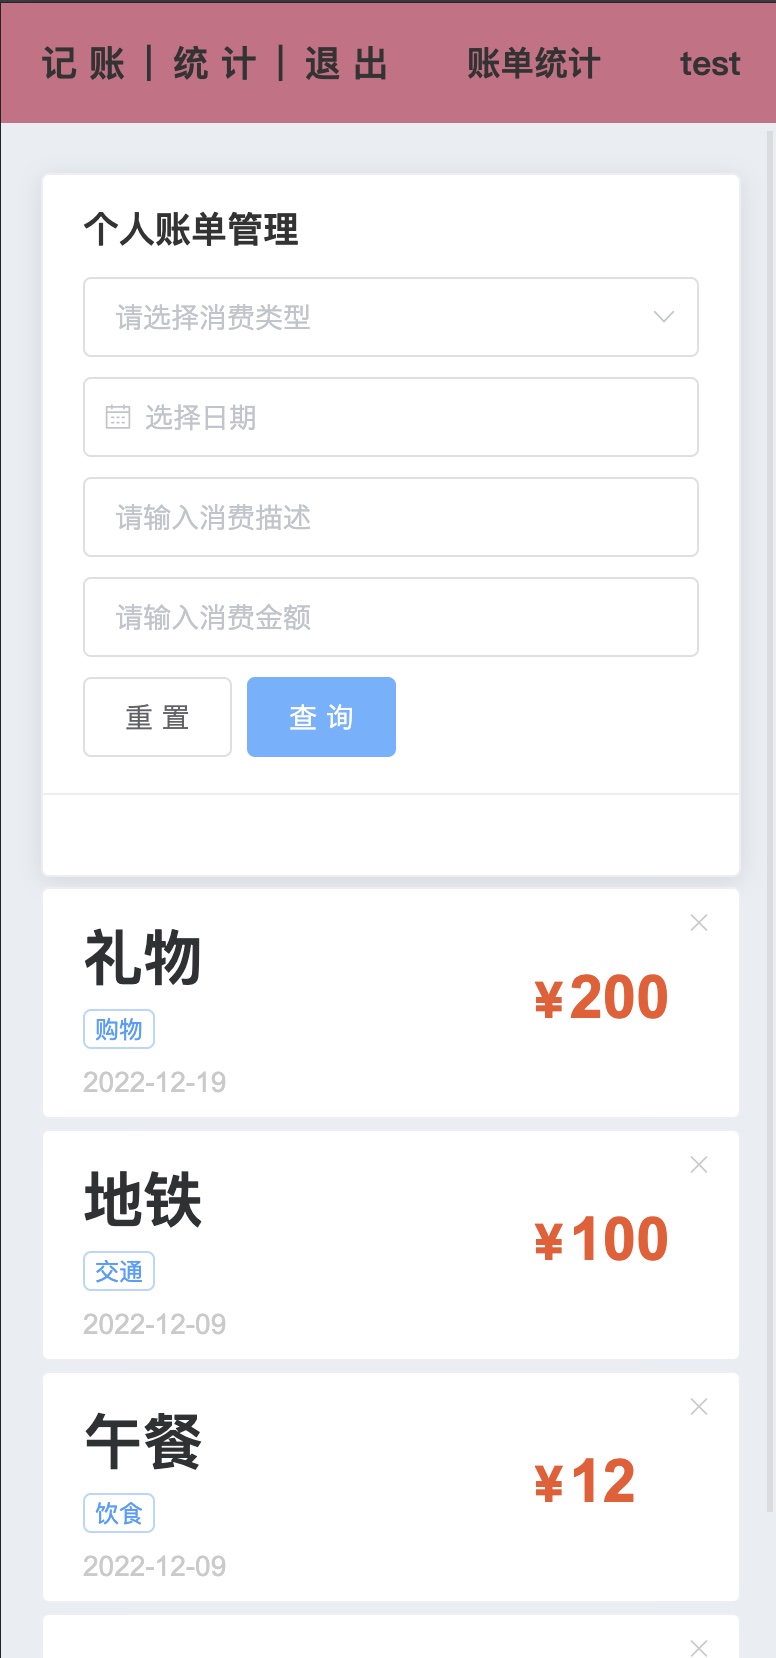 记 账 | 统 计 | 退 出 账单统计 test
个人账单管理
请选择消费类型
选择日期
请输入消费描述
请输入消费金额
重 置 查 询
礼物
¥200
购物
2022-12-19
地铁
¥100
交通
2022-12-09
午餐
¥12
饮食
2022-12-09